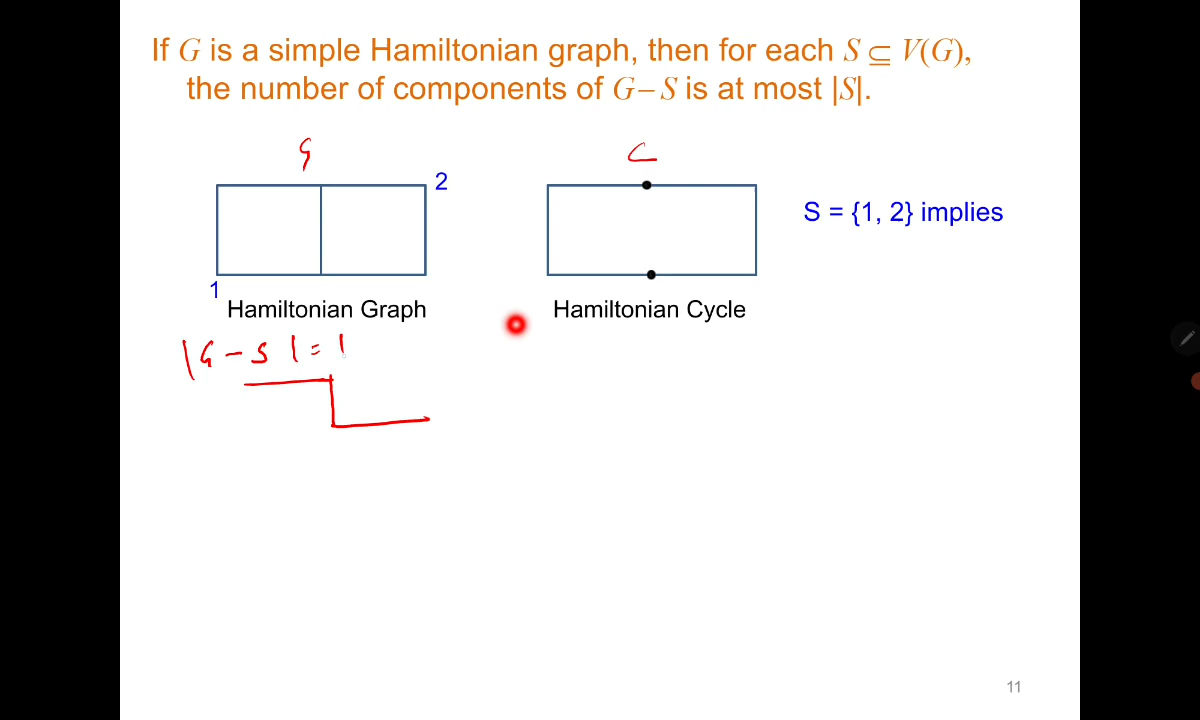 If G is a simple Hamiltonian graph, then for each S ⊆ V(G),
the number of components of G–S is at most |S|.
G
C
2
S = {1, 2} implies
1
Hamiltonian Graph
Hamiltonian Cycle
|G – S| = 1
11